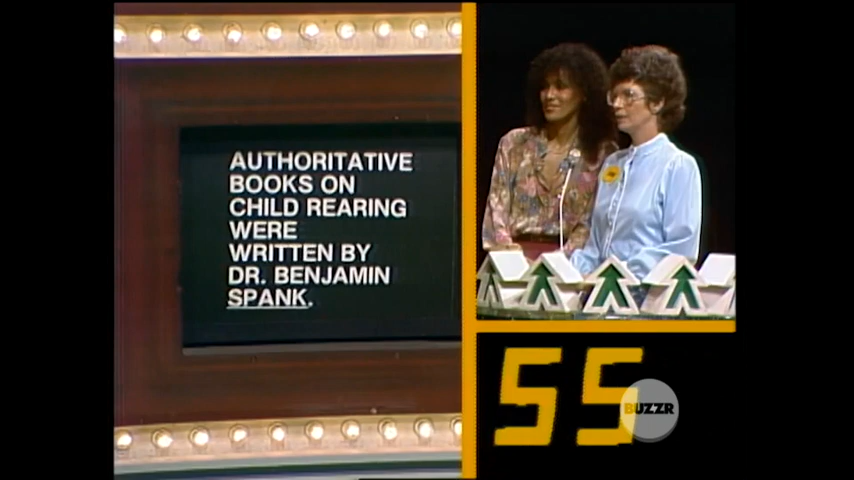 AUTHORITATIVE
BOOKS ON
CHILD REARING
WERE
WRITTEN BY
DR. BENJAMIN
SPANK.
55
BUZZR